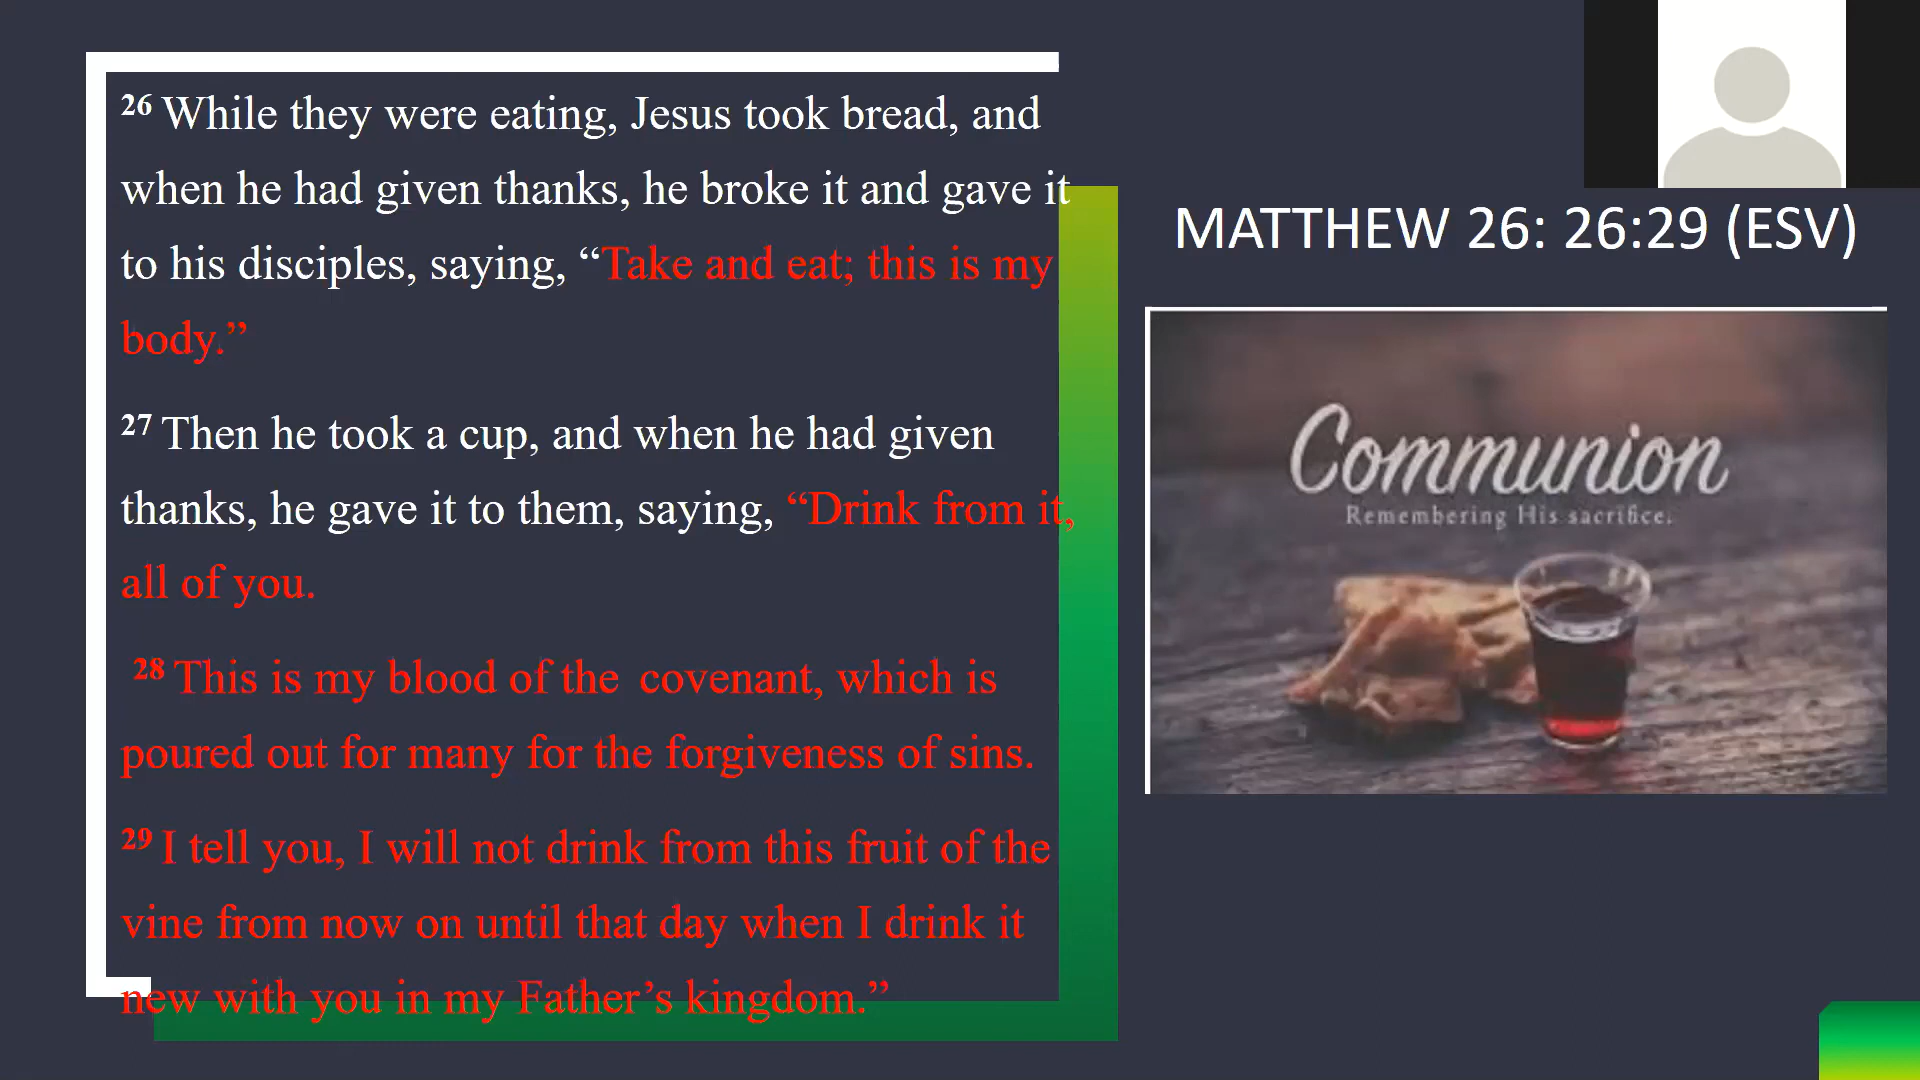 26 While they were eating, Jesus took bread, and
when he had given thanks, he broke it and gave it
to his disciples, saying, “Take and eat; this is my
body.”
27 Then he took a cup, and when he had given
thanks, he gave it to them, saying, “Drink from it,
all of you.
28 This is my blood of the covenant, which is
poured out for many for the forgiveness of sins.
29 I tell you, I will not drink from this fruit of the
vine from now on until that day when I drink it
new with you in my Father’s kingdom.”
MATTHEW 26: 26:29 (ESV)
Communion
Remembering His sacrifice.